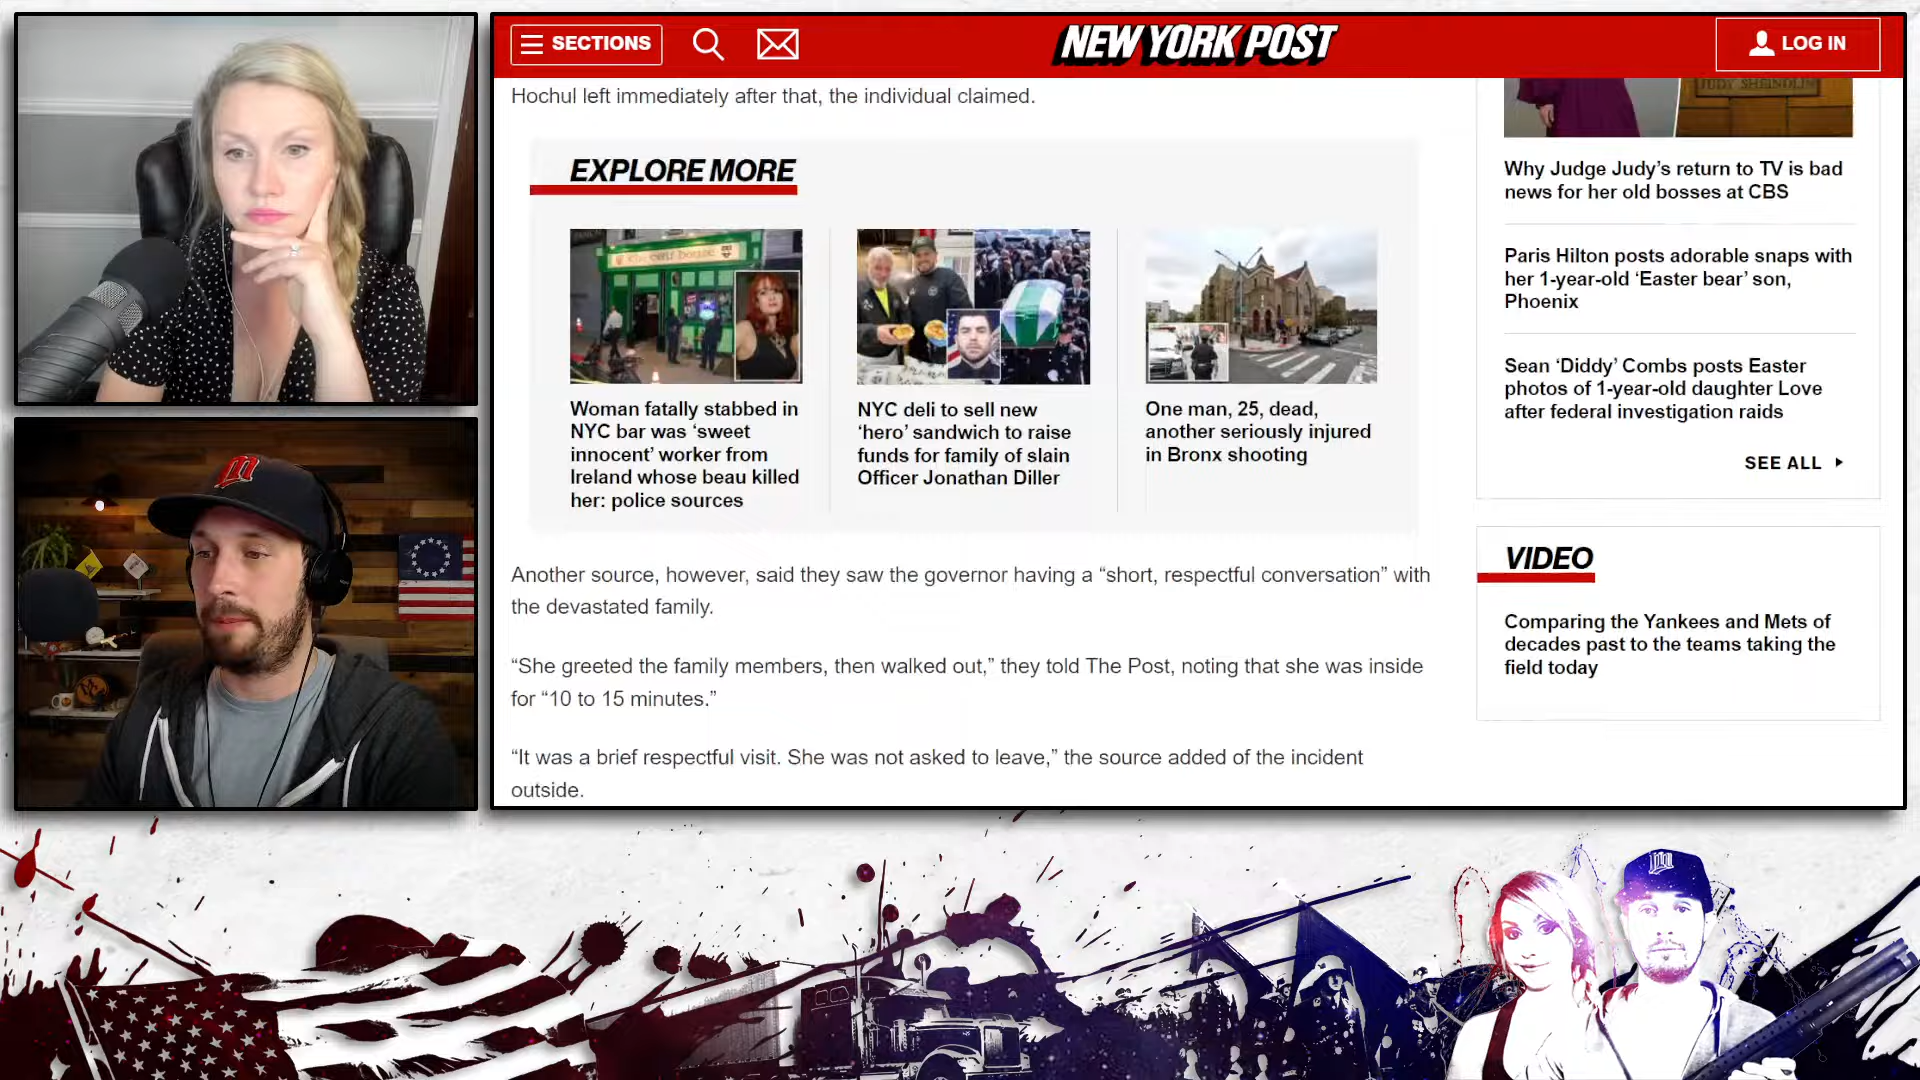 SECTIONS
NEW YORK POST
LOG IN
Hochul left immediately after that, the individual claimed.
EXPLORE MORE
Woman fatally stabbed in
NYC bar was ‘sweet
innocent’ worker from
Ireland whose beau killed
her: police sources
NYC deli to sell new
‘hero’ sandwich to raise
funds for family of slain
Officer Jonathan Diller
One man, 25, dead,
another seriously injured
in Bronx shooting
Another source, however, said they saw the governor having a “short, respectful conversation” with
the devastated family.
“She greeted the family members, then walked out,” they told The Post, noting that she was inside
for “10 to 15 minutes.”
“It was a brief respectful visit. She was not asked to leave,” the source added of the incident
outside.
JUDY SHEINDLIN
Why Judge Judy’s return to TV is bad
news for her old bosses at CBS
Paris Hilton posts adorable snaps with
her 1-year-old ‘Easter bear’ son,
Phoenix
Sean ‘Diddy’ Combs posts Easter
photos of 1-year-old daughter Love
after federal investigation raids
SEE ALL
VIDEO
Comparing the Yankees and Mets of
decades past to the teams taking the
field today